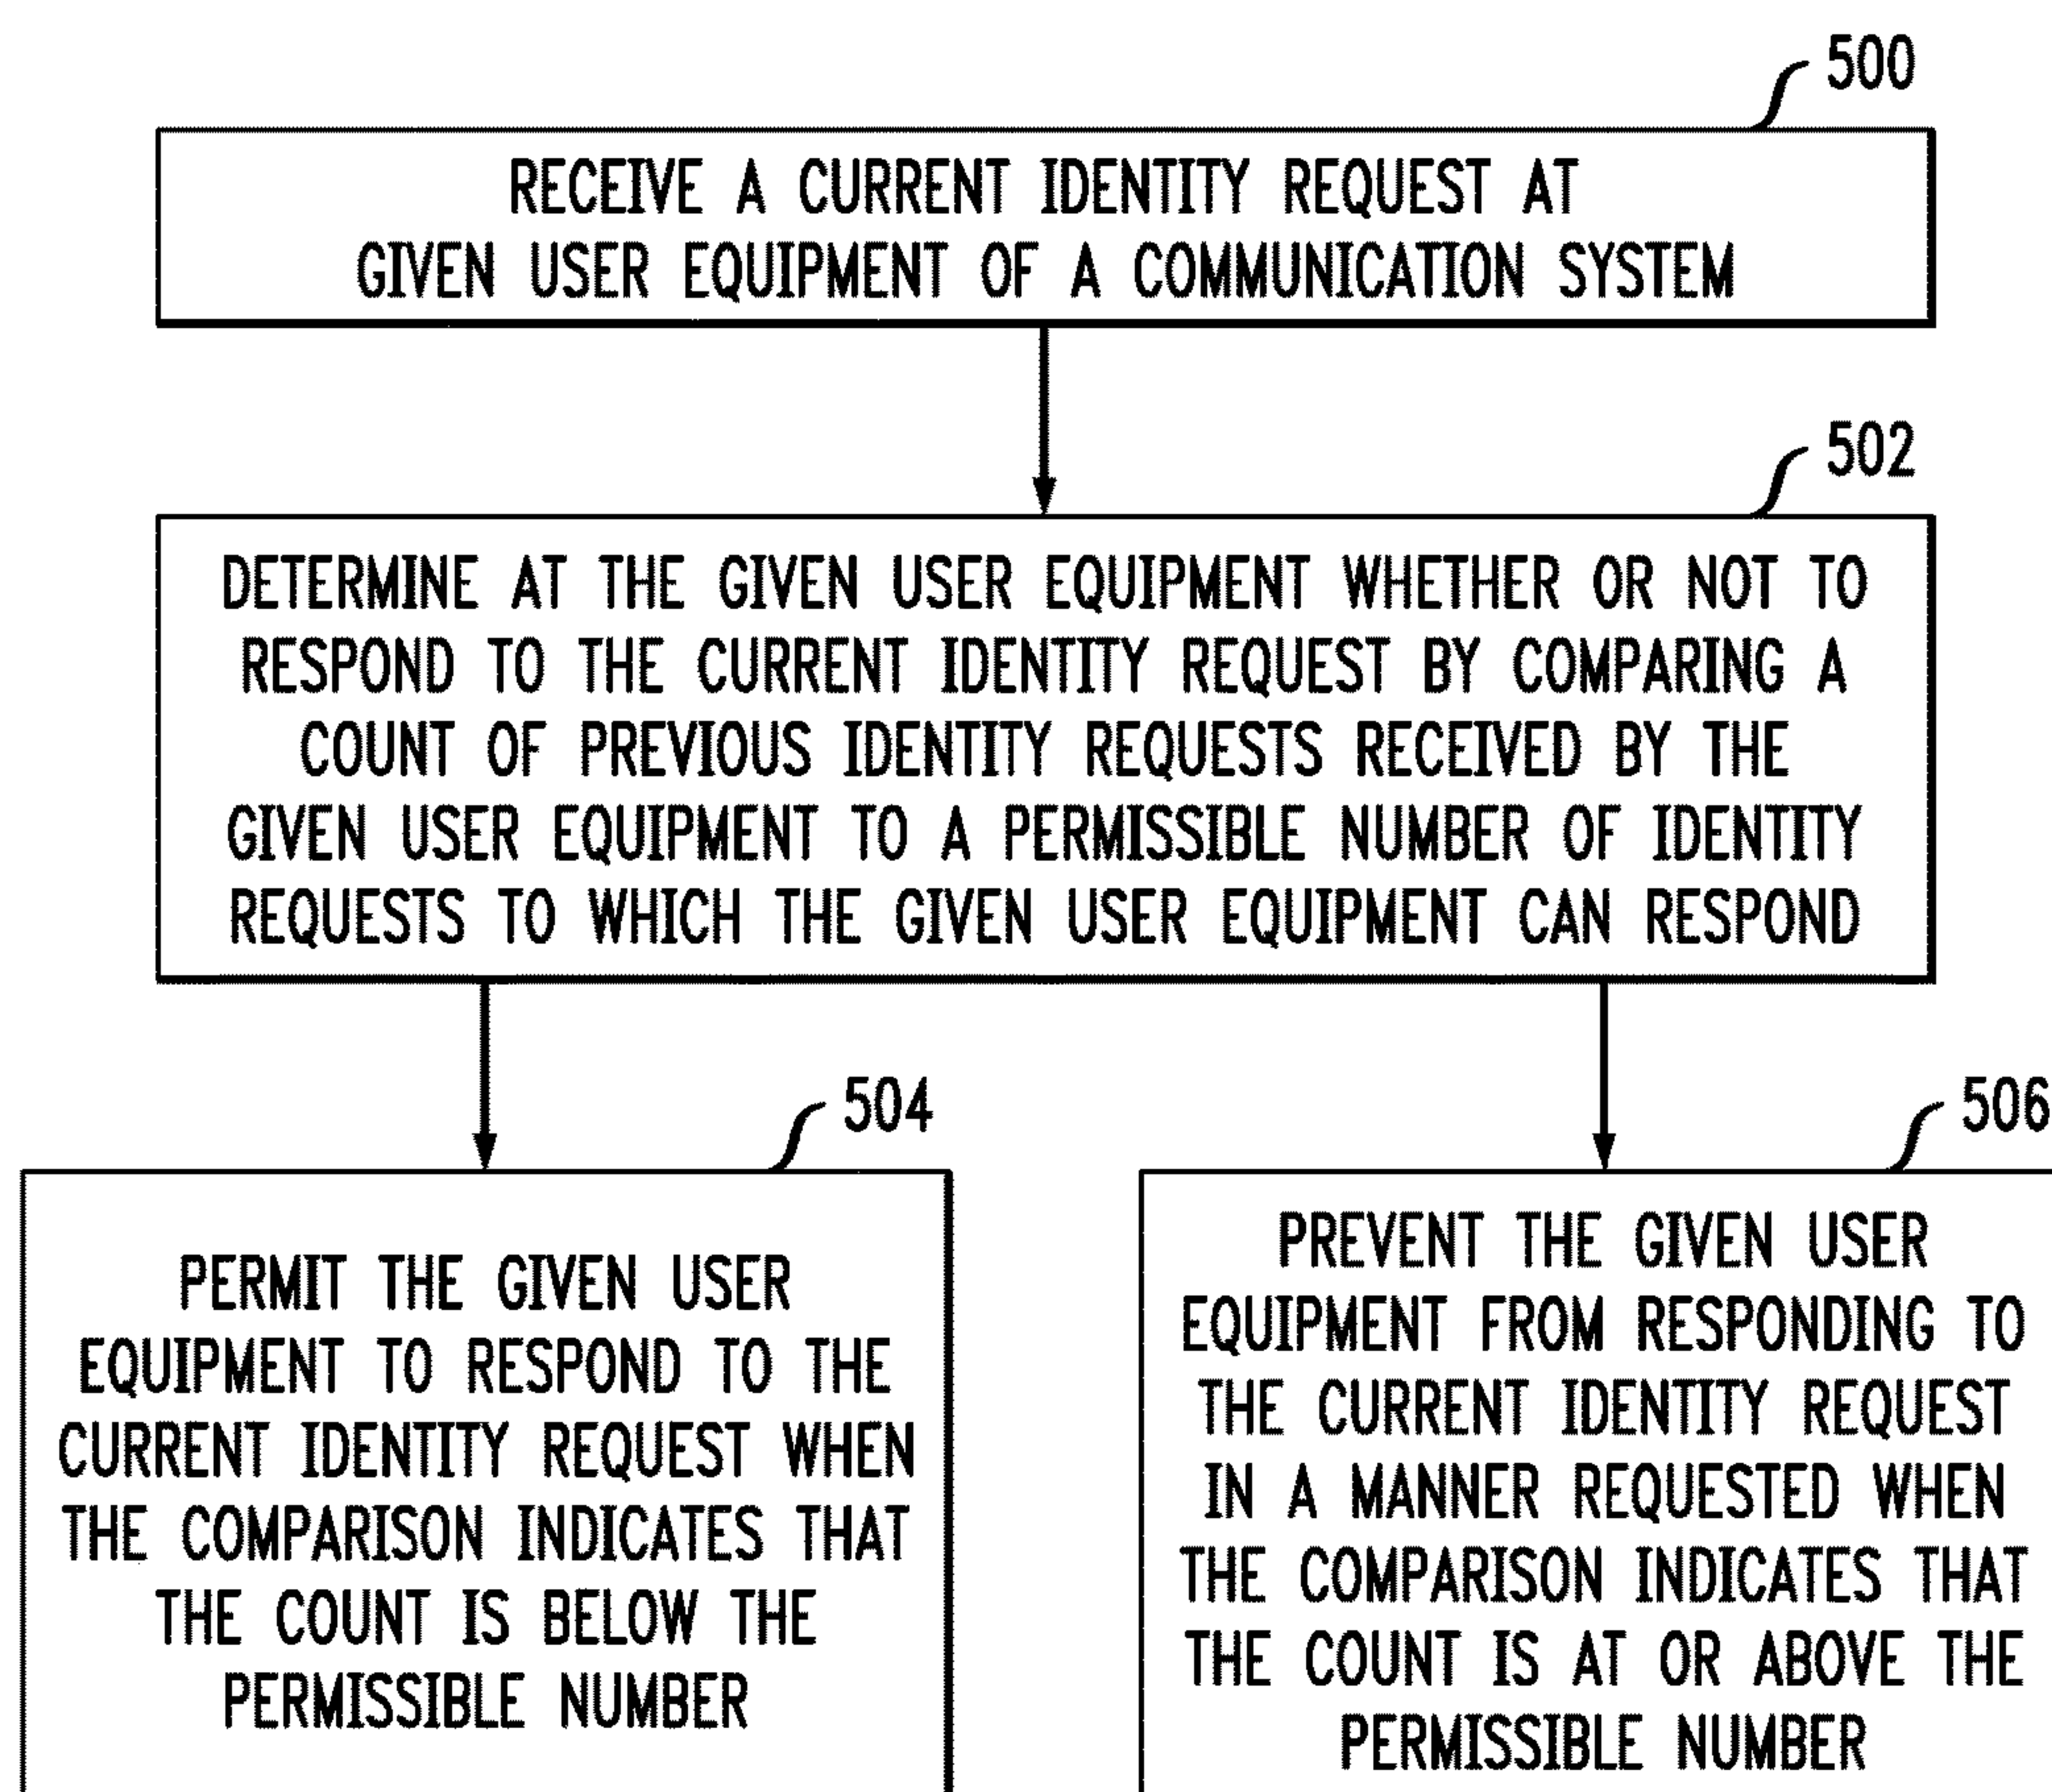 500
RECEIVE A CURRENT IDENTITY REQUEST AT
GIVEN USER EQUIPMENT OF A COMMUNICATION SYSTEM
502
DETERMINE AT THE GIVEN USER EQUIPMENT WHETHER OR NOT TO
RESPOND TO THE CURRENT IDENTITY REQUEST BY COMPARING A
COUNT OF PREVIOUS IDENTITY REQUESTS RECEIVED BY THE
GIVEN USER EQUIPMENT TO A PERMISSIBLE NUMBER OF IDENTITY
REQUESTS TO WHICH THE GIVEN USER EQUIPMENT CAN RESPOND
504
PERMIT THE GIVEN USER
EQUIPMENT TO RESPOND TO THE
CURRENT IDENTITY REQUEST WHEN
THE COMPARISON INDICATES THAT
THE COUNT IS BELOW THE
PERMISSIBLE NUMBER
506
PREVENT THE GIVEN USER
EQUIPMENT FROM RESPONDING TO
THE CURRENT IDENTITY REQUEST
IN A MANNER REQUESTED WHEN
THE COMPARISON INDICATES THAT
THE COUNT IS AT OR ABOVE THE
PERMISSIBLE NUMBER